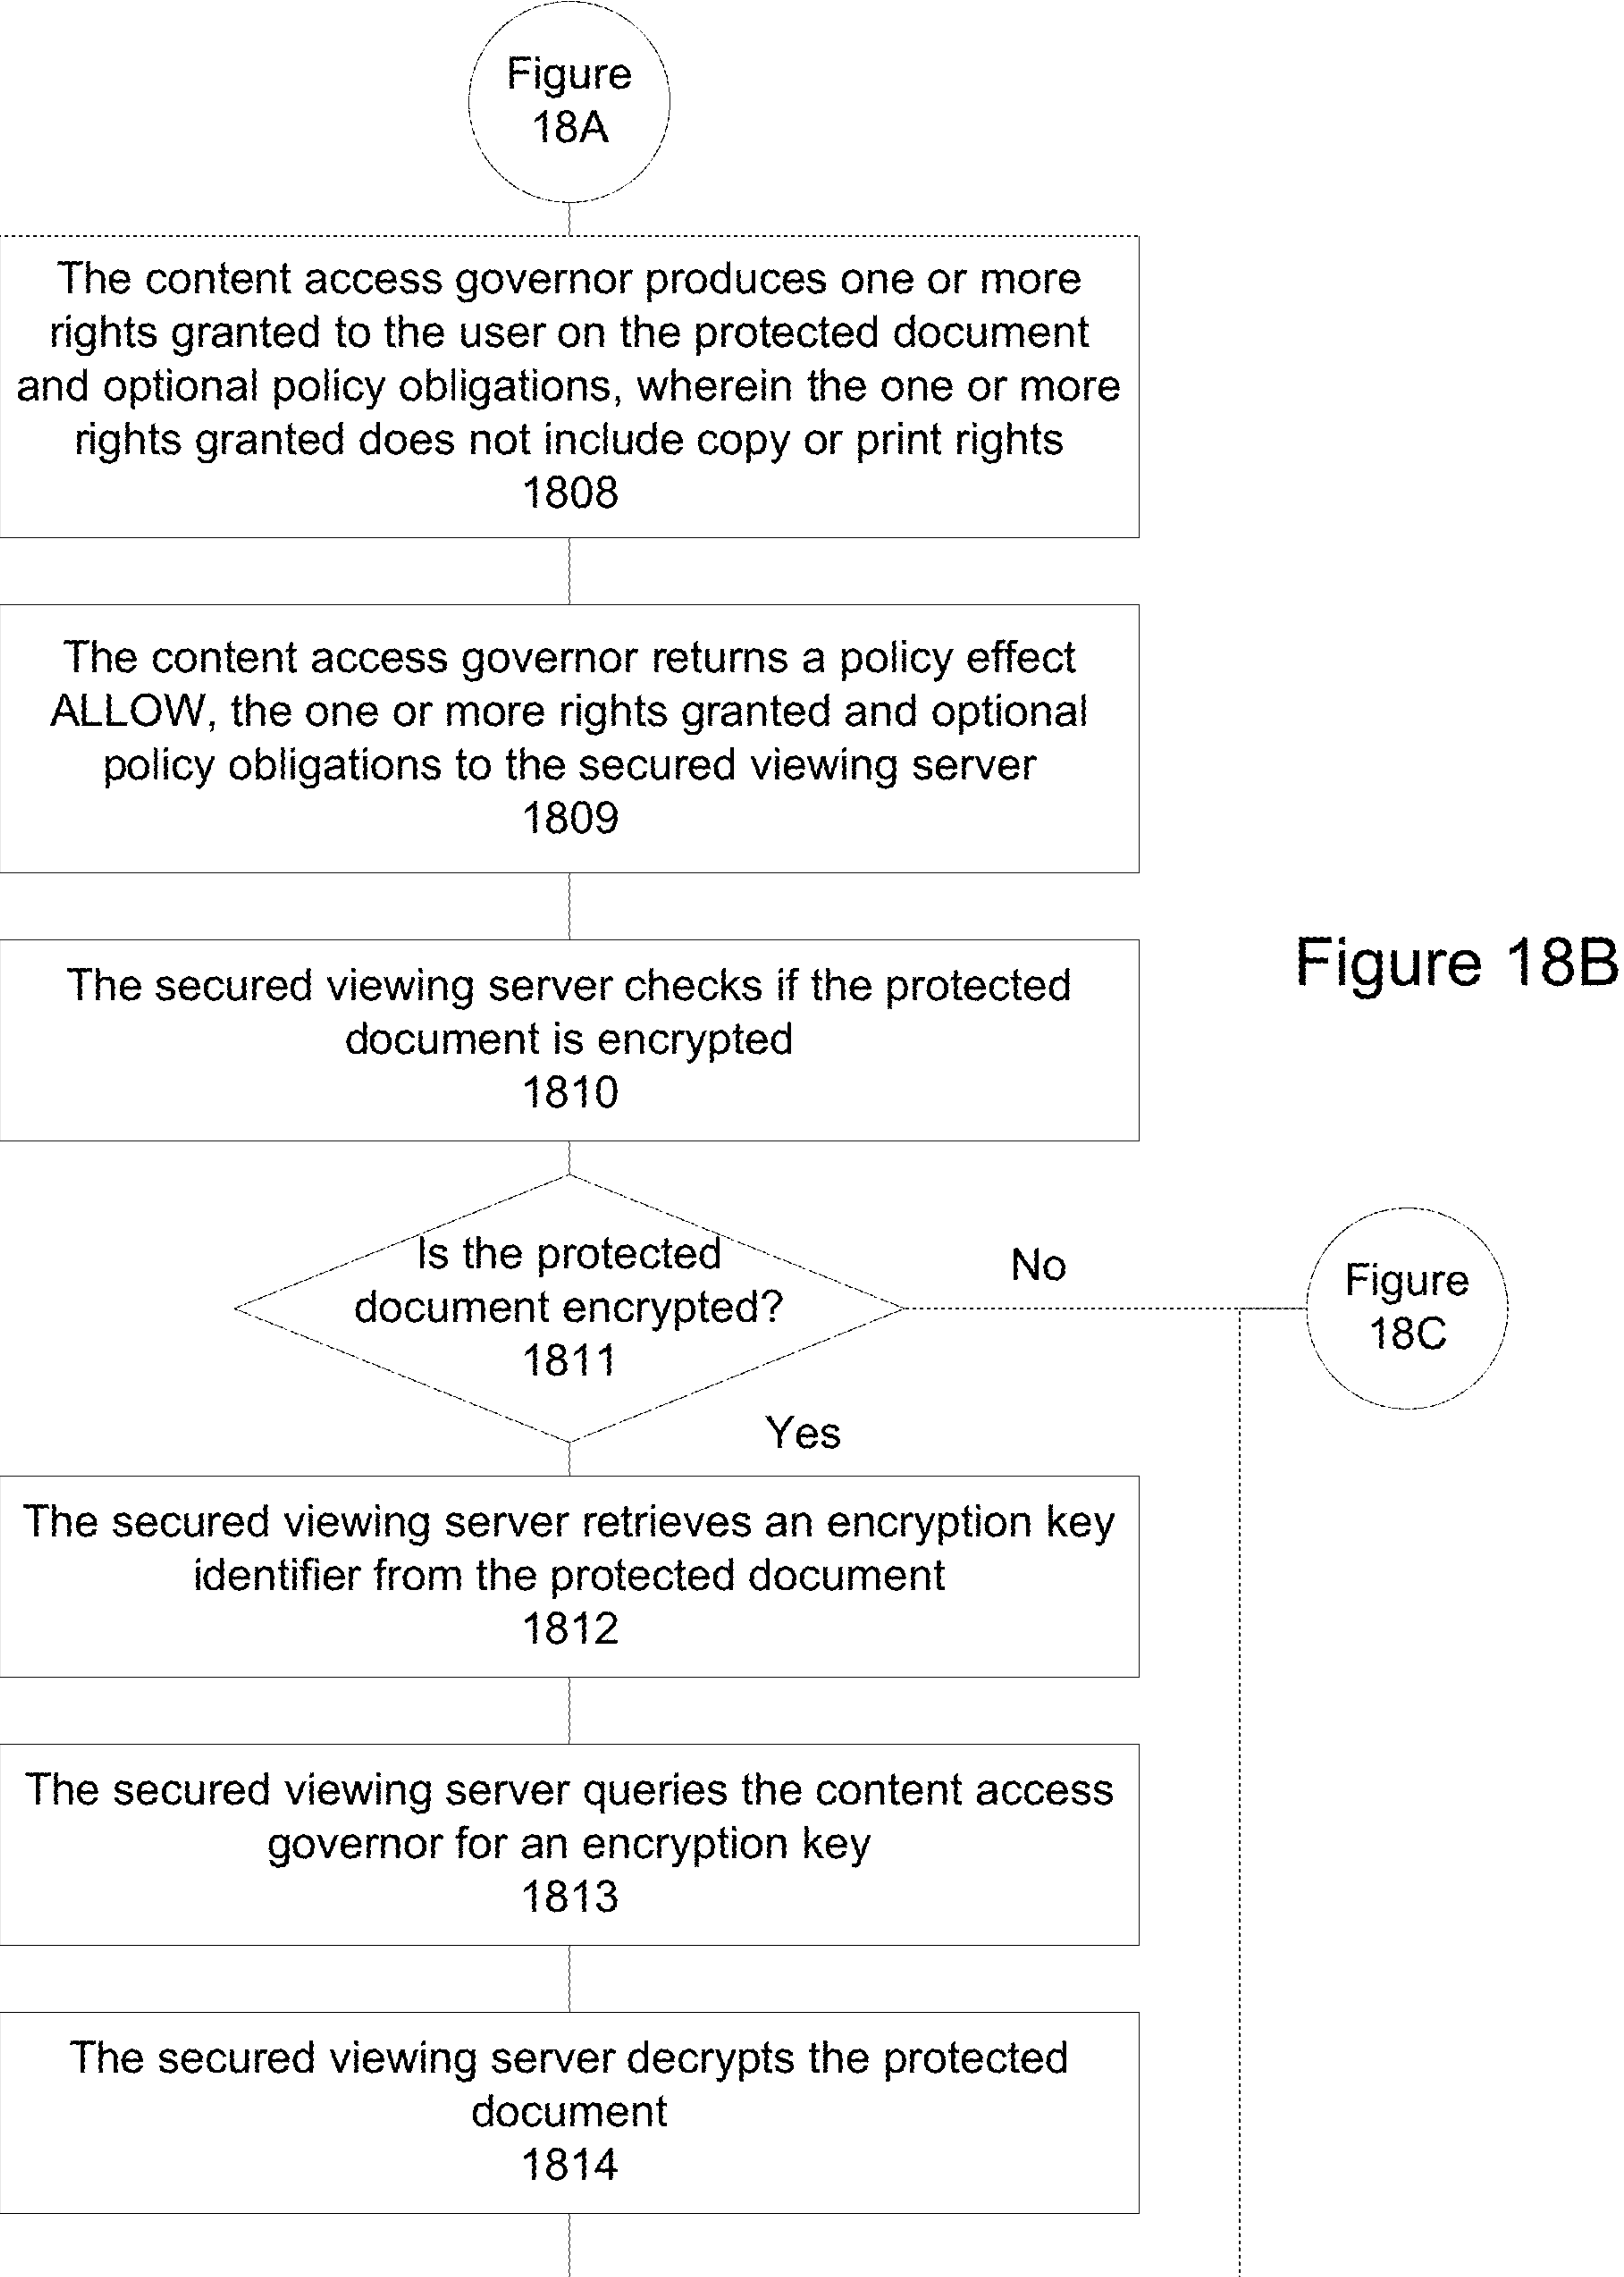 Figure
18A
The content access governor produces one or more
rights granted to the user on the protected document
and optional policy obligations, wherein the one or more
rights granted does not include copy or print rights
1808
The content access governor returns a policy effect
ALLOW, the one or more rights granted and optional
policy obligations to the secured viewing server
1809
The secured viewing server checks if the protected
document is encrypted
1810
Figure 18B
Is the protected
document encrypted?
1811
No
Figure
18C
Yes
The secured viewing server retrieves an encryption key
identifier from the protected document
1812
The secured viewing server queries the content access
governor for an encryption key
1813
The secured viewing server decrypts the protected
document
1814